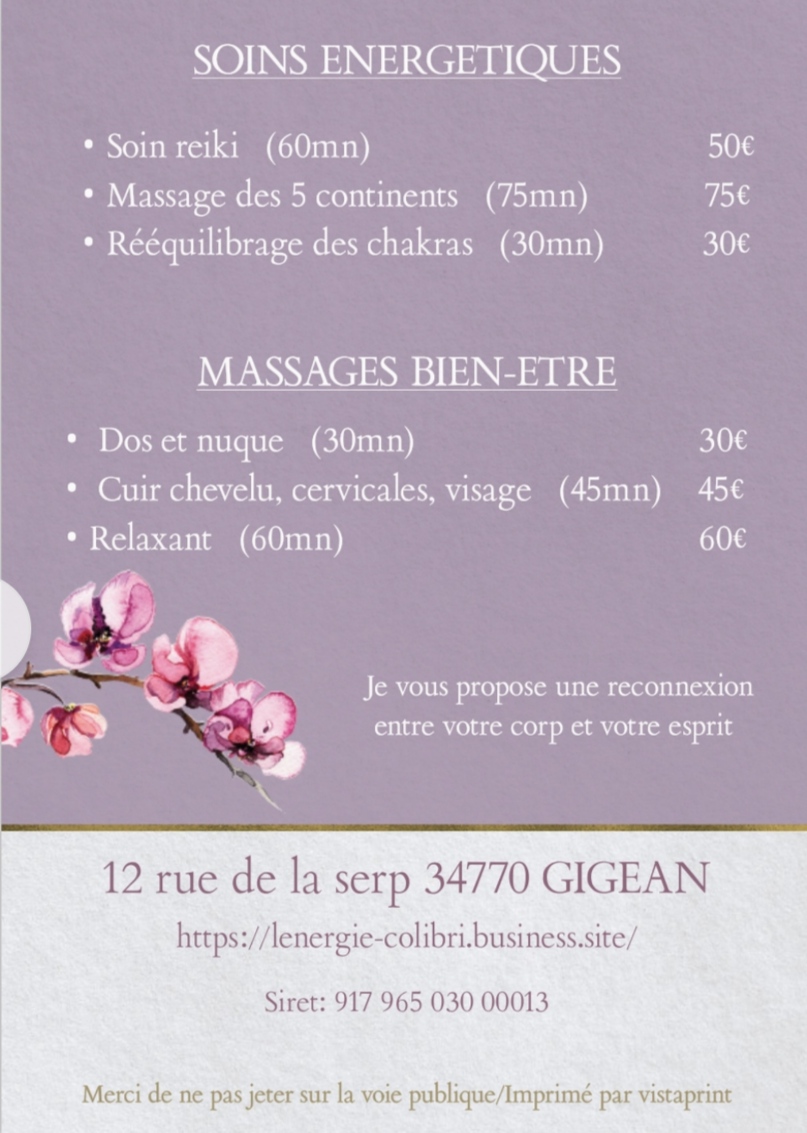 SOINS ENERGETIQUES
• Soin reiki (60mn) 50€
• Massage des 5 continents (75mn) 75€
• Rééquilibrage des chakras (30mn) 30€
MASSAGES BIEN-ETRE
• Dos et nuque (30mn) 30€
• Cuir chevelu, cervicales, visage (45mn) 45€
• Relaxant (60mn) 60€
Je vous propose une reconnexion
entre votre corp et votre esprit
12 rue de la serp 34770 GIGEAN
https://lenergie-colibri.business.site/
Siret: 917 965 030 00013
Merci de ne pas jeter sur la voie publique/Imprimé par vistaprint